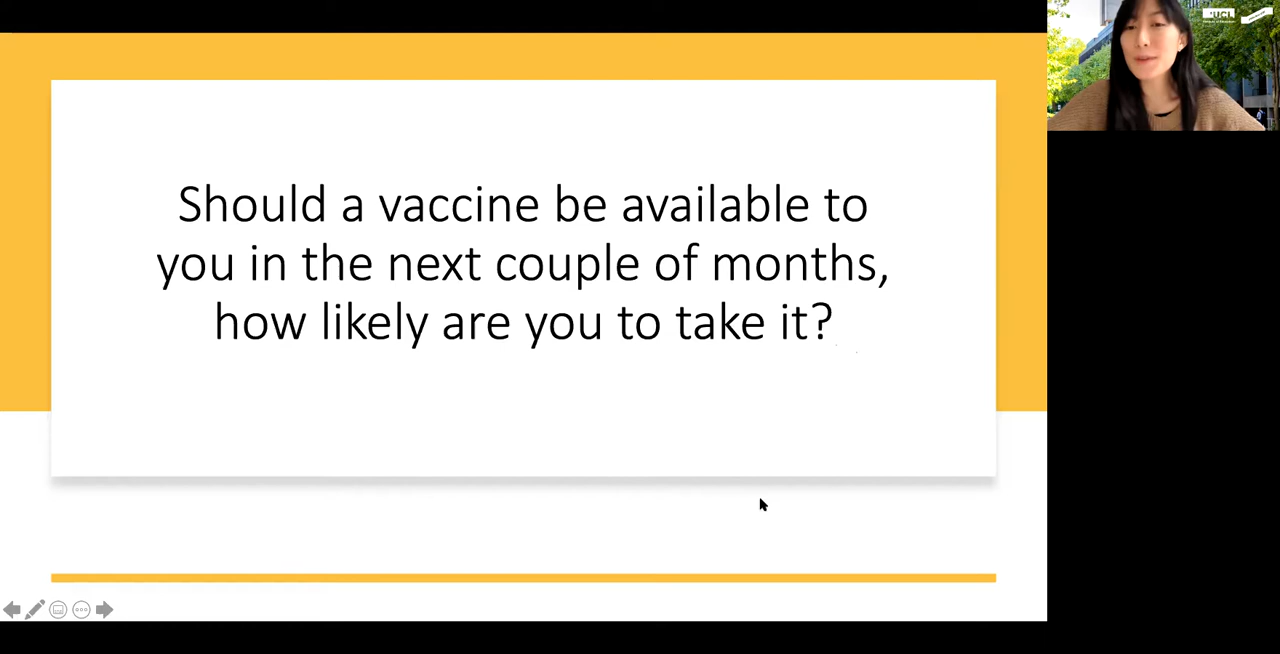 Should a vaccine be available to
you in the next couple of months,
how likely are you to take it?
UCL